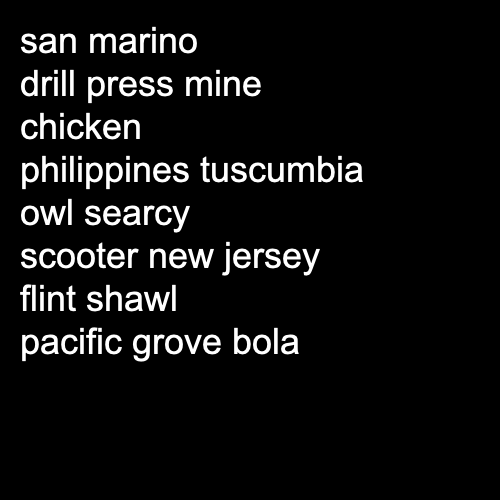 san marino
drill press mine
chicken
philippines tuscumbia
owl searcy
scooter new jersey
flint shawl
pacific grove bola